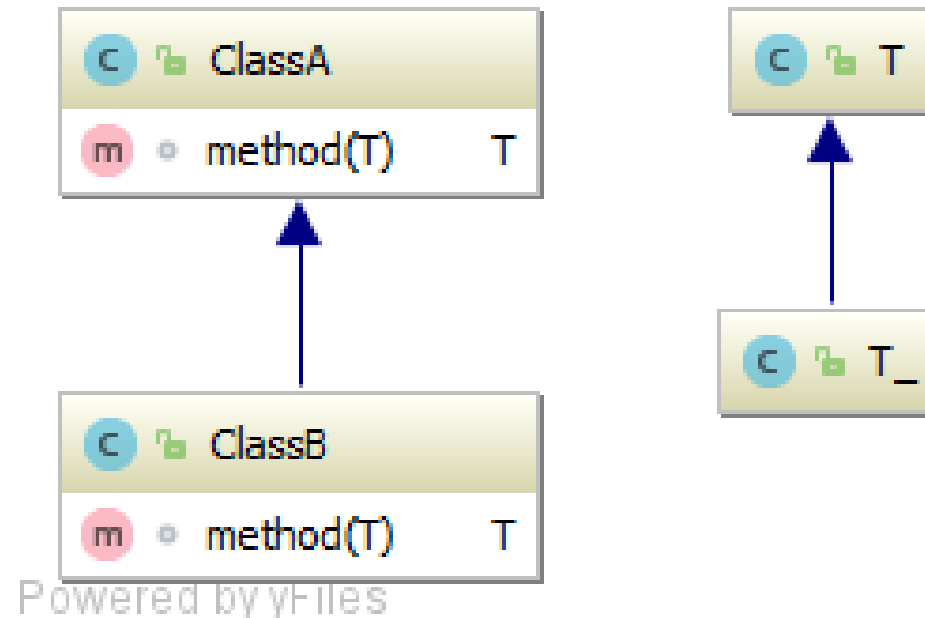 c ClassA
m method(T) T
c ClassB
m method(T) T
c T
c T_
Powered by yFiles